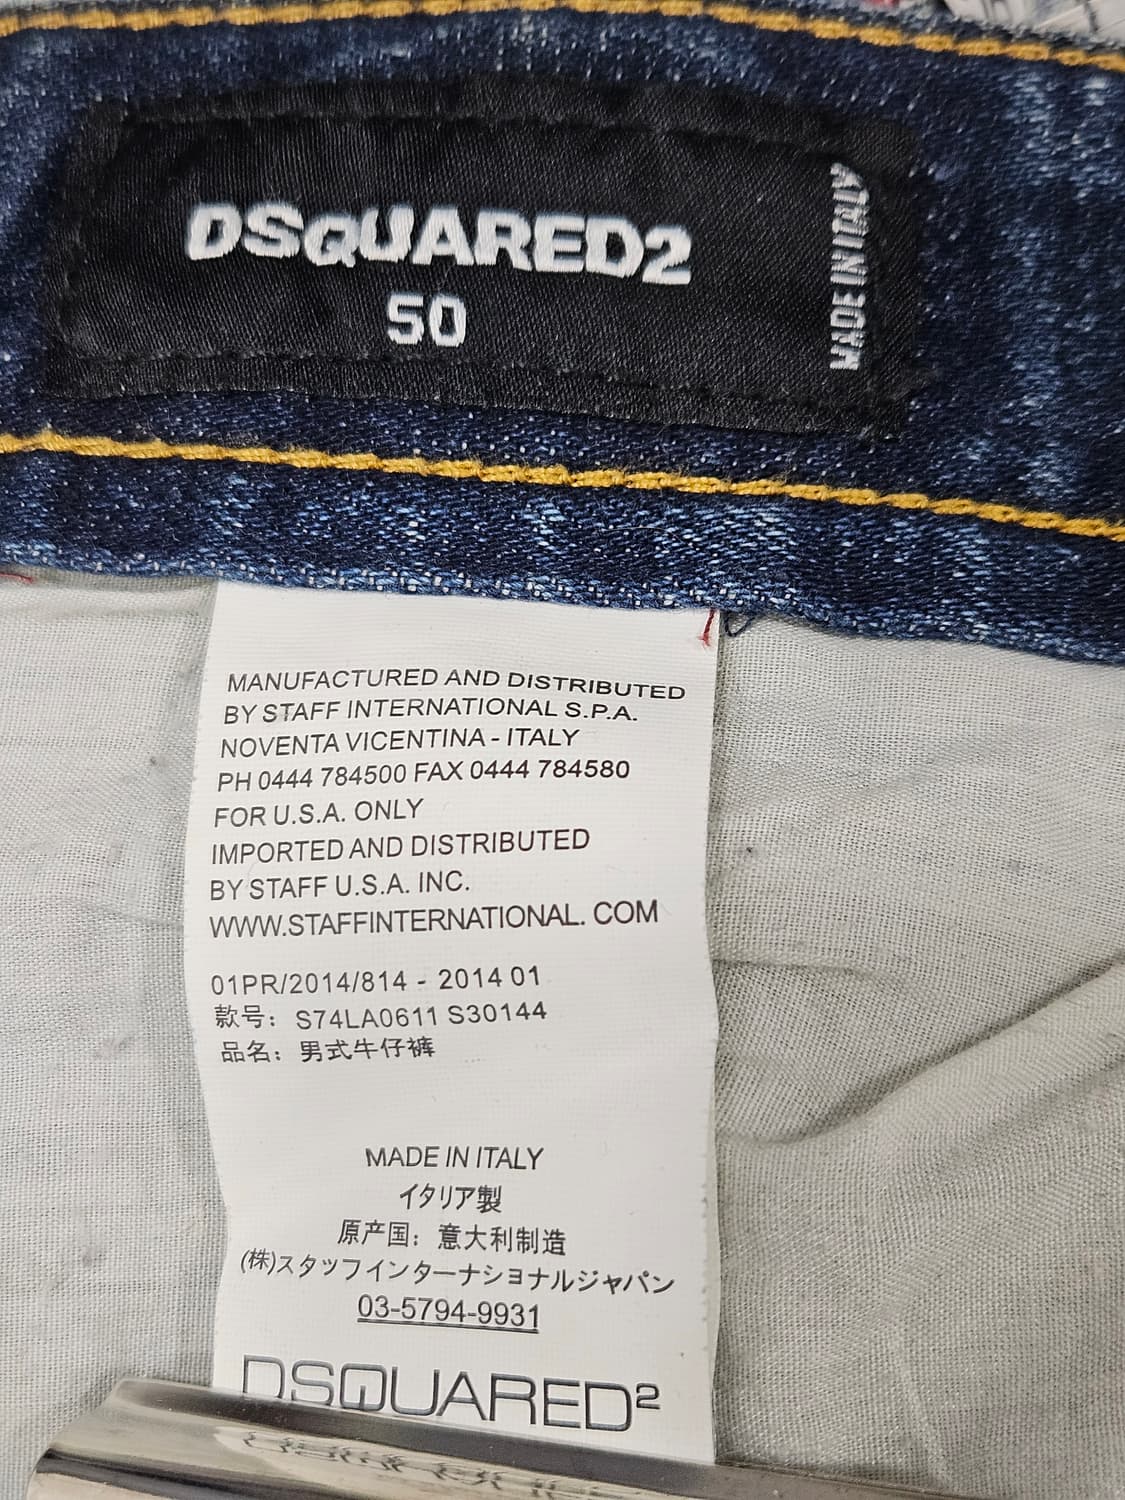 DSQUARED2
50
MADE IN ITALY
MANUFACTURED AND DISTRIBUTED
BY STAFF INTERNATIONAL S.P.A.
NOVENTA VICENTINA - ITALY
PH 0444 784500 FAX 0444 784580
FOR U.S.A. ONLY
IMPORTED AND DISTRIBUTED
BY STAFF U.S.A. INC.
WWW.STAFFINTERNATIONAL. COM
01PR/2014/814 - 2014 01
款号: S74LA0611 S30144
品名: 男式牛仔裤
MADE IN ITALY
イタリア製
原产国: 意大利制造
(株)スタッフインターナショナルジャパン
03-5794-9931
DSQUARED²